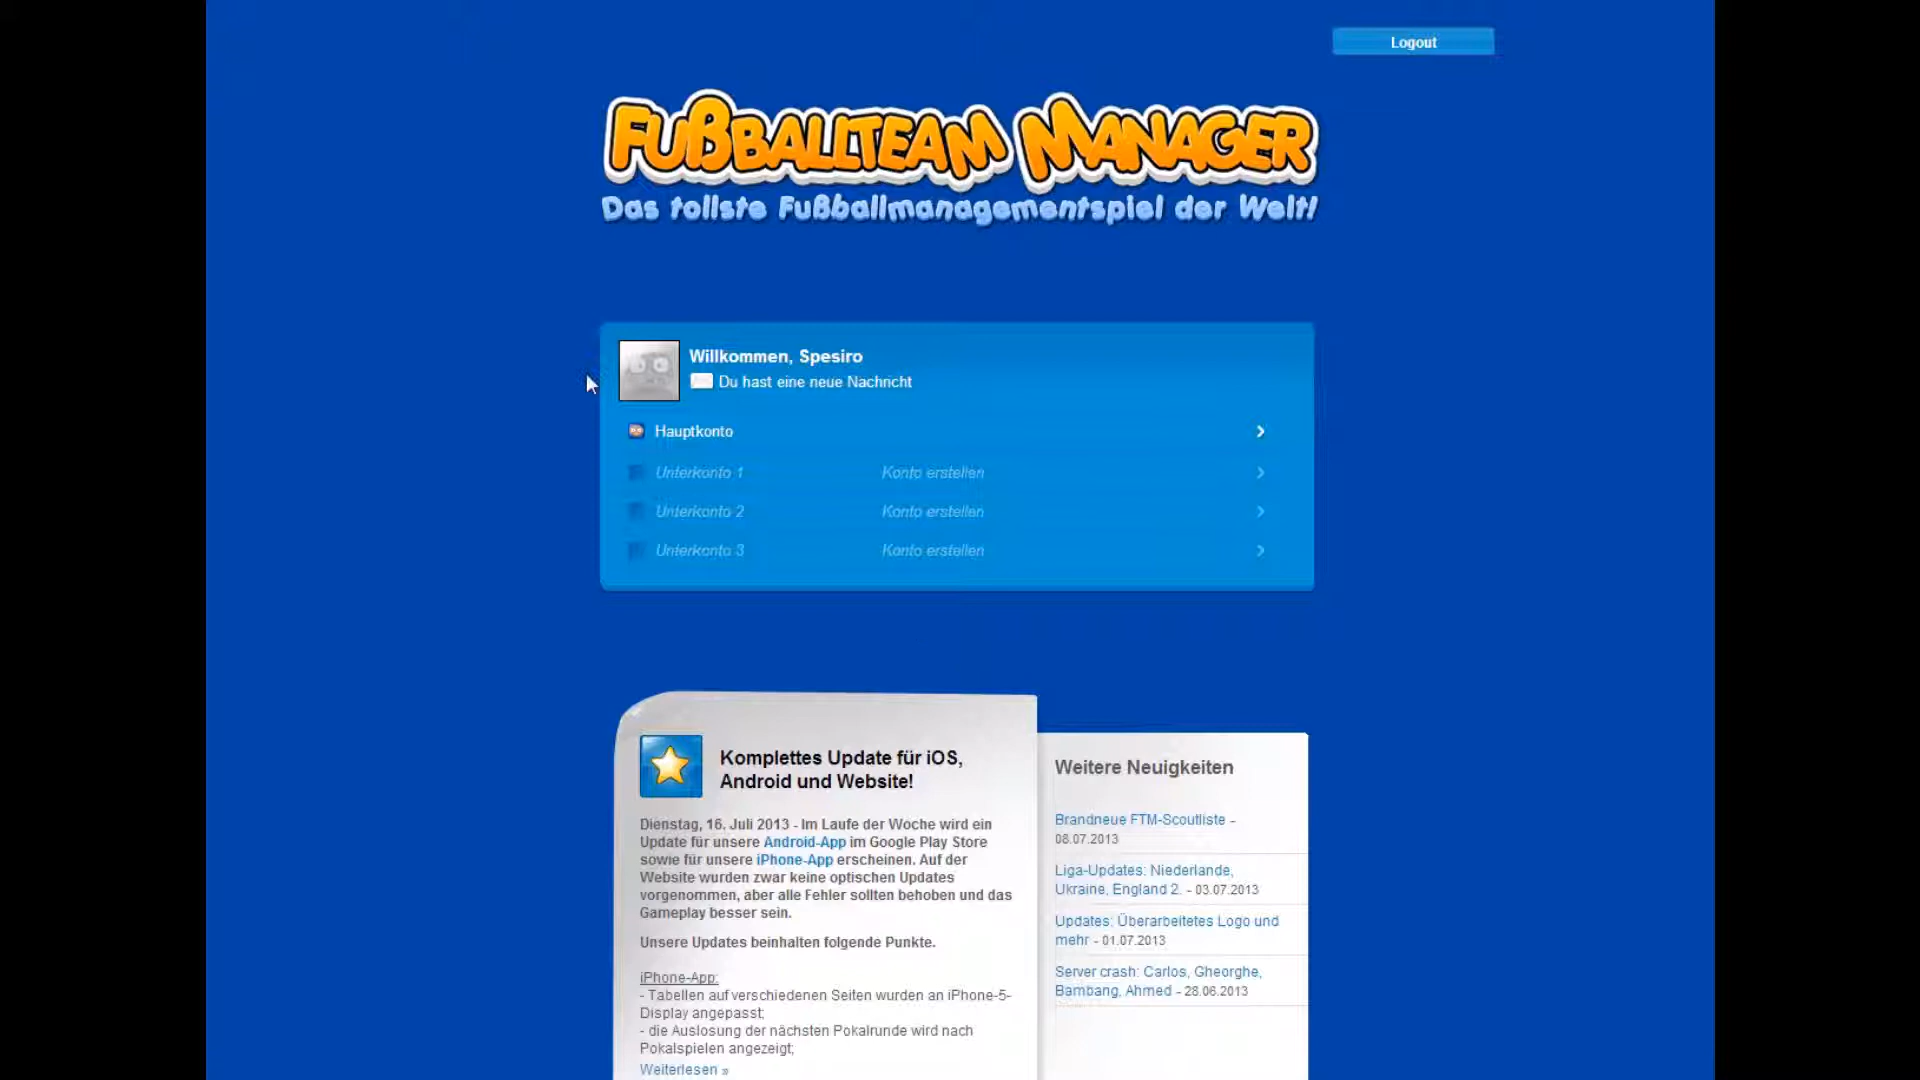 Logout
Fußballteam Manager
Das tollste Fußballmanagementspiel der Welt!
Willkommen, Spesiro
Du hast eine neue Nachricht
Hauptkonto
Unterkonto 1 Konto erstellen
Unterkonto 2 Konto erstellen
Unterkonto 3 Konto erstellen
Komplettes Update für iOS,
Android und Website!
Dienstag, 16. Juli 2013 - Im Laufe der Woche wird ein
Update für unsere Android-App im Google Play Store
sowie für unsere iPhone-App erscheinen. Auf der
Website wurden zwar keine optischen Updates
vorgenommen, aber alle Fehler sollten behoben und das
Gameplay besser sein.
Unsere Updates beinhalten folgende Punkte.
iPhone-App:
- Tabellen auf verschiedenen Seiten wurden an iPhone-5-
Display angepasst;
- die Auslosung der nächsten Pokalrunde wird nach
Pokalspielen angezeigt;
Weiterlesen »
Weitere Neuigkeiten
Brandneue FTM-Scoutliste -
08.07.2013
Liga-Updates: Niederlande,
Ukraine, England 2. - 03.07.2013
Updates: Überarbeitetes Logo und
mehr - 01.07.2013
Server crash: Carlos, Gheorghe,
Bambang, Ahmed - 28.06.2013